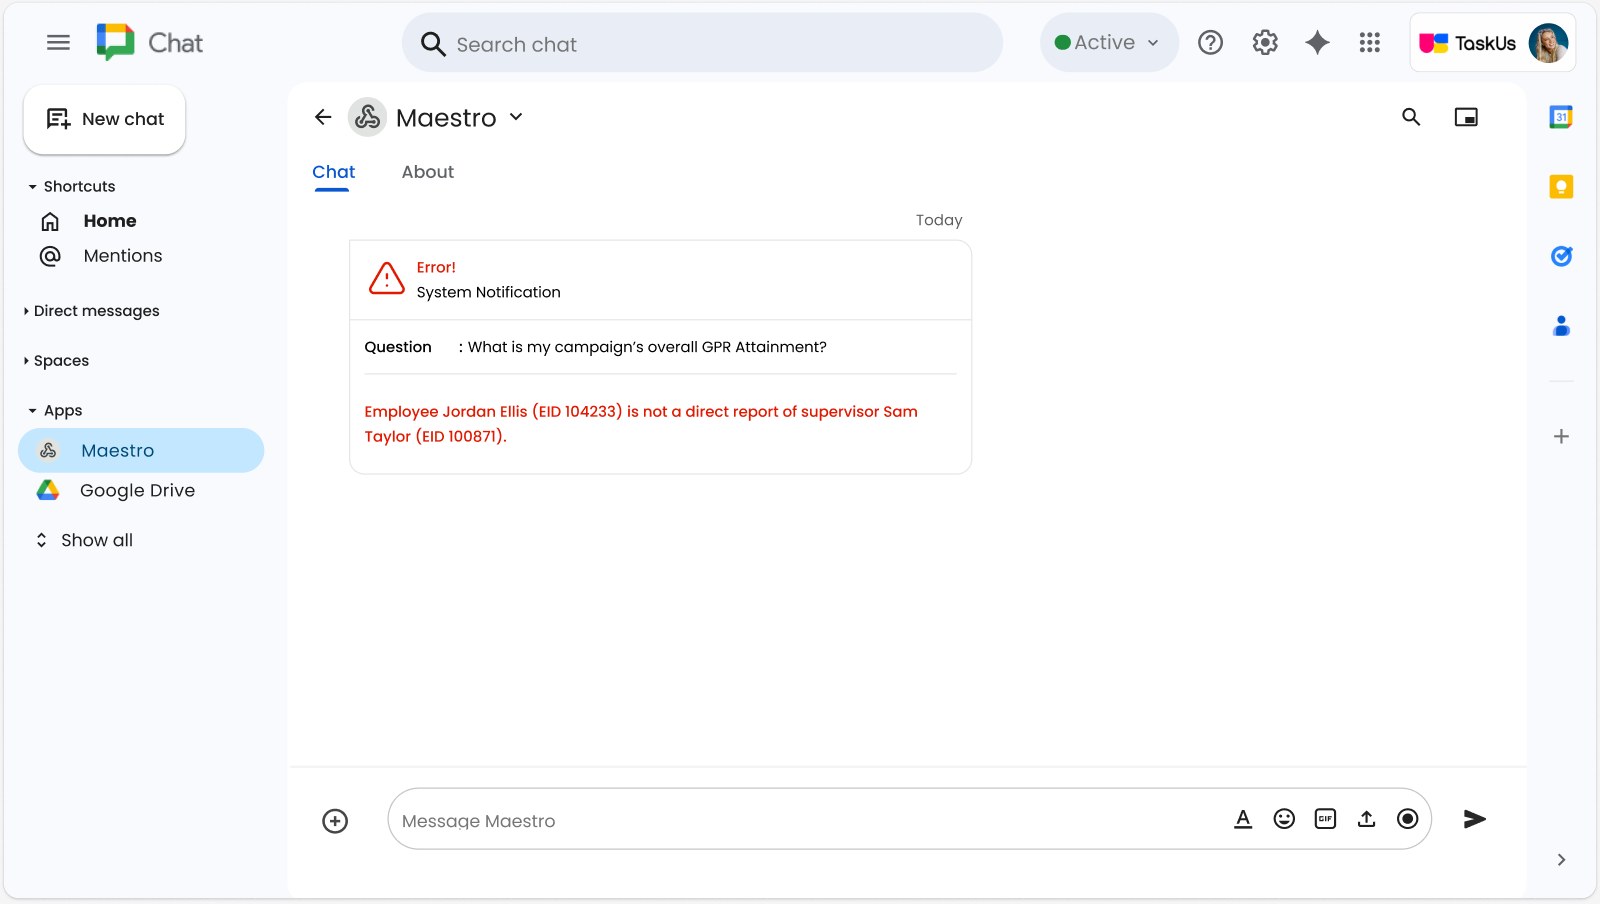 Chat
Search chat
Active
TaskUs
New chat
Shortcuts
Home
Mentions
Direct messages
Spaces
Apps
Maestro
Google Drive
Show all
Maestro
Chat
About
Today
Error!
System Notification
Question : What is my campaign’s overall GPR Attainment?
Employee Jordan Ellis (EID 104233) is not a direct report of supervisor Sam
Taylor (EID 100871).
Message Maestro
A
GIF
31